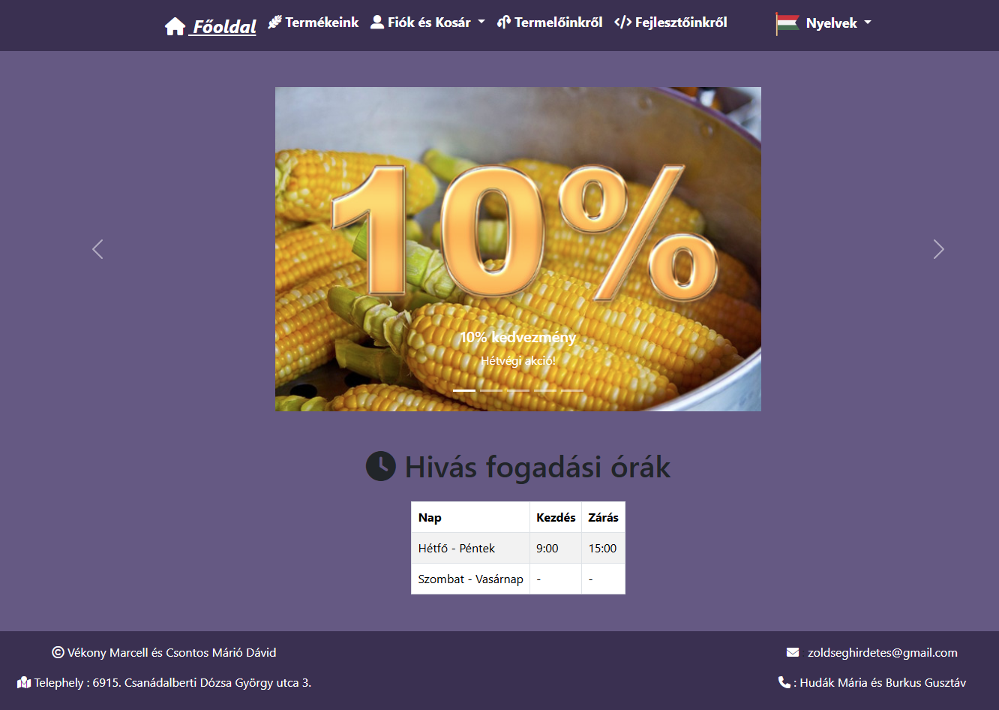 Főoldal Termékeink Fiók és Kosár Termelőinkről Fejlesztőinkről Nyelvek
10%
10% kedvezmény
Hétvégi akció!
Hivás fogadási órák
Nap Kezdés Zárás
Hétfő - Péntek 9:00 15:00
Szombat - Vasárnap - -
© Vékony Marcell és Csontos Márió Dávid
zoldseghirdetes@gmail.com
Telephely : 6915. Csanádalberti Dózsa György utca 3.
: Hudák Mária és Burkus Gusztáv